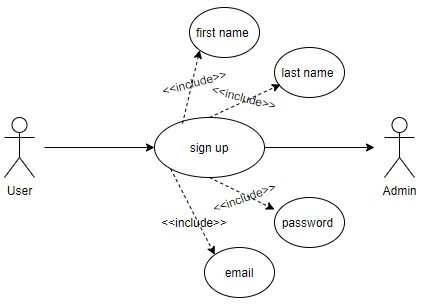 first name
last name
<<include>>
<<include>>
sign up
User
Admin
<<include>>
<<include>>
password
email